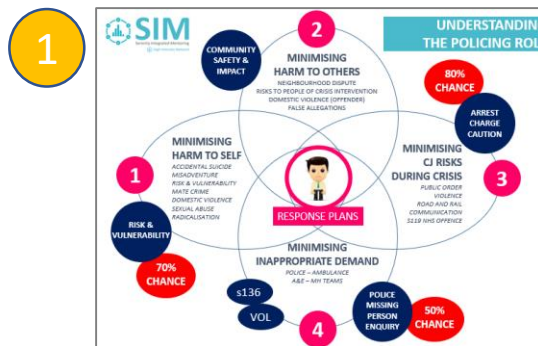 1
SIM
Serenity Integrated Mentoring
UNDERSTANDIN
THE POLICING ROL
2
COMMUNITY
SAFETY &
IMPACT
MINIMISING
HARM TO OTHERS
NEIGHBOURHOOD DISPUTE
RISKS TO PEOPLE OF CRISIS INTERVENTION
DOMESTIC VIOLENCE (OFFENDER)
FALSE ALLEGATIONS
80%
CHANCE
ARREST
CHARGE
CAUTION
1
MINIMISING
HARM TO SELF
ACCIDENTAL SUICIDE
MISADVENTURE
RISK & VULNERABILITY
MATE CRIME
DOMESTIC VIOLENCE
SEXUAL ABUSE
RADICALISATION
RISK &
VULNERABILITY
70%
CHANCE
RESPONSE PLANS
MINIMISING
CJ RISKS
DURING CRISIS
PUBLIC ORDER
VIOLENCE
ROAD AND RAIL
COMMUNICATION
S119 NHS OFFENCE
3
MINIMISING
INAPPROPRIATE DEMAND
POLICE – AMBULANCE
A&E – MH TEAMS
s136
VOL
4
POLICE
MISSING
PERSON
ENQUIRY
50%
CHANCE